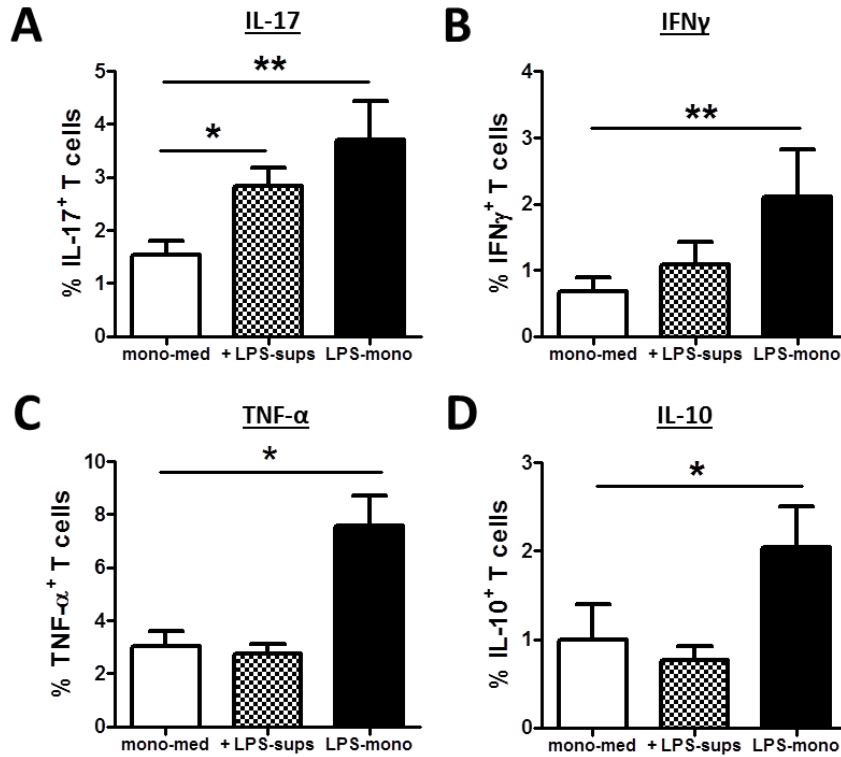 A
IL-17
% IL-17+ T cells
5
4
3
2
1
0
**
*
mono-med
+ LPS-sups
LPS-mono
B
IFNγ
% IFNγ+ T cells
4
3
2
1
0
**
mono-med
+ LPS-sups
LPS-mono
C
TNF-α
% TNF-α+ T cells
10
8
6
4
2
0
*
mono-med
+ LPS-sups
LPS-mono
D
IL-10
% IL-10+ T cells
3
2
1
0
*
mono-med
+ LPS-sups
LPS-mono